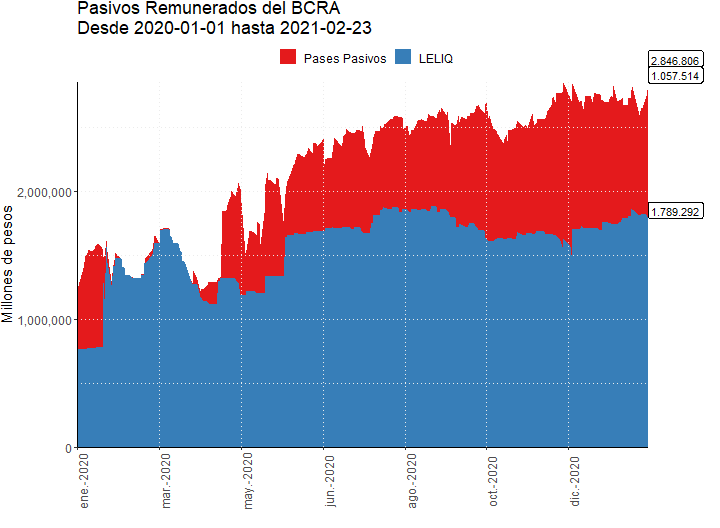 Pasivos Remunerados del BCRA
Desde 2020-01-01 hasta 2021-02-23
Pases Pasivos
LELIQ
2.846.806
1.057.514
1.789.292
Millones de pesos
2,000,000
1,000,000
0
ene.-2020
mar.-2020
may.-2020
jun.-2020
ago.-2020
oct.-2020
dic.-2020